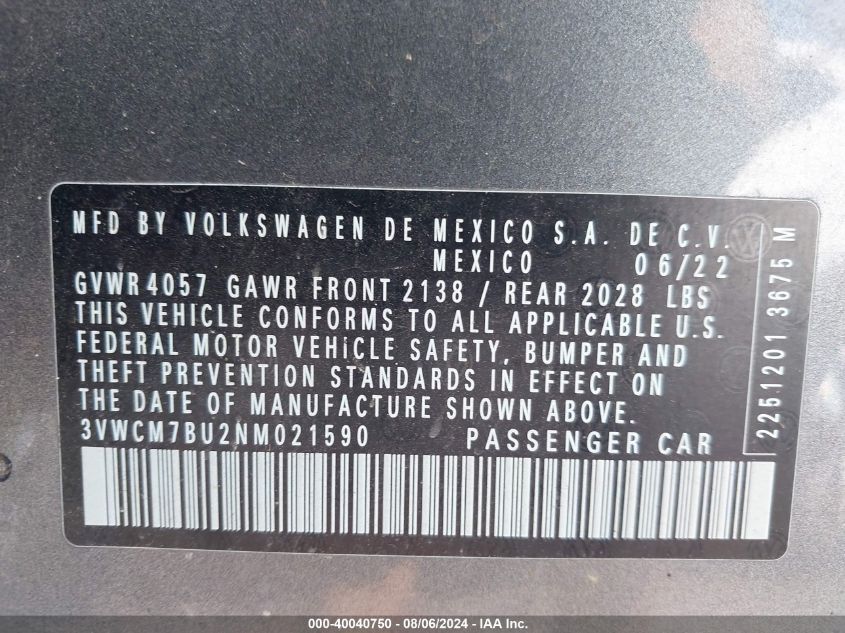 MFD BY VOLKSWAGEN DE MEXICO S.A. DE C.V.
MEXICO 06/22
GVWR 4057 GAWR FRONT 2138 / REAR 2028 LBS
THIS VEHICLE CONFORMS TO ALL APPLICABLE U.S.
FEDERAL MOTOR VEHICLE SAFETY, BUMPER AND
THEFT PREVENTION STANDARDS IN EFFECT ON
THE DATE OF MANUFACTURE SHOWN ABOVE.
3VWCM7BU2NM021590 PASSENGER CAR
2251201 3675 M
000-40040750 - 08/06/2024 - IAA Inc.